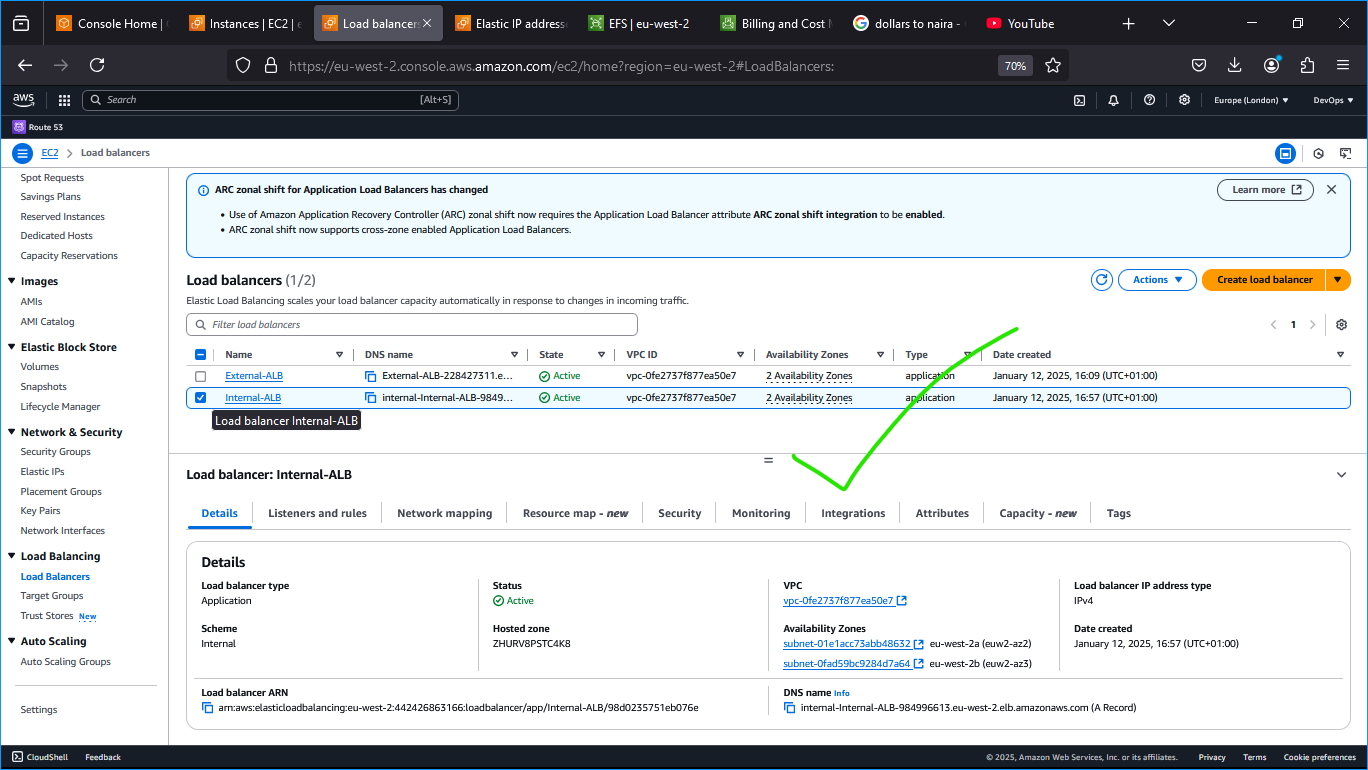 Console Home |
Instances | EC2 | e
Load balancers
Elastic IP addresse
EFS | eu-west-2
Billing and Cost M
dollars to naira -
YouTube
https://eu-west-2.console.aws.amazon.com/ec2/home?region=eu-west-2#LoadBalancers:
70%
aws
Search
[Alt+S]
Europe (London)
DevOps
Route 53
EC2
Load balancers
Spot Requests
Savings Plans
Reserved Instances
Dedicated Hosts
Capacity Reservations
Images
AMIs
AMI Catalog
Elastic Block Store
Volumes
Snapshots
Lifecycle Manager
Network & Security
Security Groups
Elastic IPs
Placement Groups
Key Pairs
Network Interfaces
Load Balancing
Load Balancers
Target Groups
Trust Stores New
Auto Scaling
Auto Scaling Groups
Settings
ARC zonal shift for Application Load Balancers has changed
Learn more
• Use of Amazon Application Recovery Controller (ARC) zonal shift now requires the Application Load Balancer attribute ARC zonal shift integration to be enabled.
• ARC zonal shift now supports cross-zone enabled Application Load Balancers.
Load balancers (1/2)
Actions
Create load balancer
Elastic Load Balancing scales your load balancer capacity automatically in response to changes in incoming traffic.
Filter load balancers
1
Name DNS name State VPC ID Availability Zones Type Date created
External-ALB External-ALB-228427311.e... Active vpc-0fe2737f877ea50e7 2 Availability Zones application January 12, 2025, 16:09 (UTC+01:00)
Internal-ALB internal-Internal-ALB-9849... Active vpc-0fe2737f877ea50e7 2 Availability Zones application January 12, 2025, 16:57 (UTC+01:00)
Load balancer Internal-ALB
=
Load balancer: Internal-ALB
Details Listeners and rules Network mapping Resource map - new Security Monitoring Integrations Attributes Capacity - new Tags
Details
Load balancer type
Application
Status
Active
VPC
vpc-0fe2737f877ea50e7
Load balancer IP address type
IPv4
Scheme
Internal
Hosted zone
ZHURV8PSTC4K8
Availability Zones
subnet-01e1acc73abb48632 eu-west-2a (euw2-az2)
subnet-0fad59bc9284d7a64 eu-west-2b (euw2-az3)
Date created
January 12, 2025, 16:57 (UTC+01:00)
Load balancer ARN
arn:aws:elasticloadbalancing:eu-west-2:442426863166:loadbalancer/app/Internal-ALB/98d0235751eb076e
DNS name Info
internal-Internal-ALB-984996613.eu-west-2.elb.amazonaws.com (A Record)
CloudShell Feedback
© 2025, Amazon Web Services, Inc. or its affiliates. Privacy Terms Cookie preferences